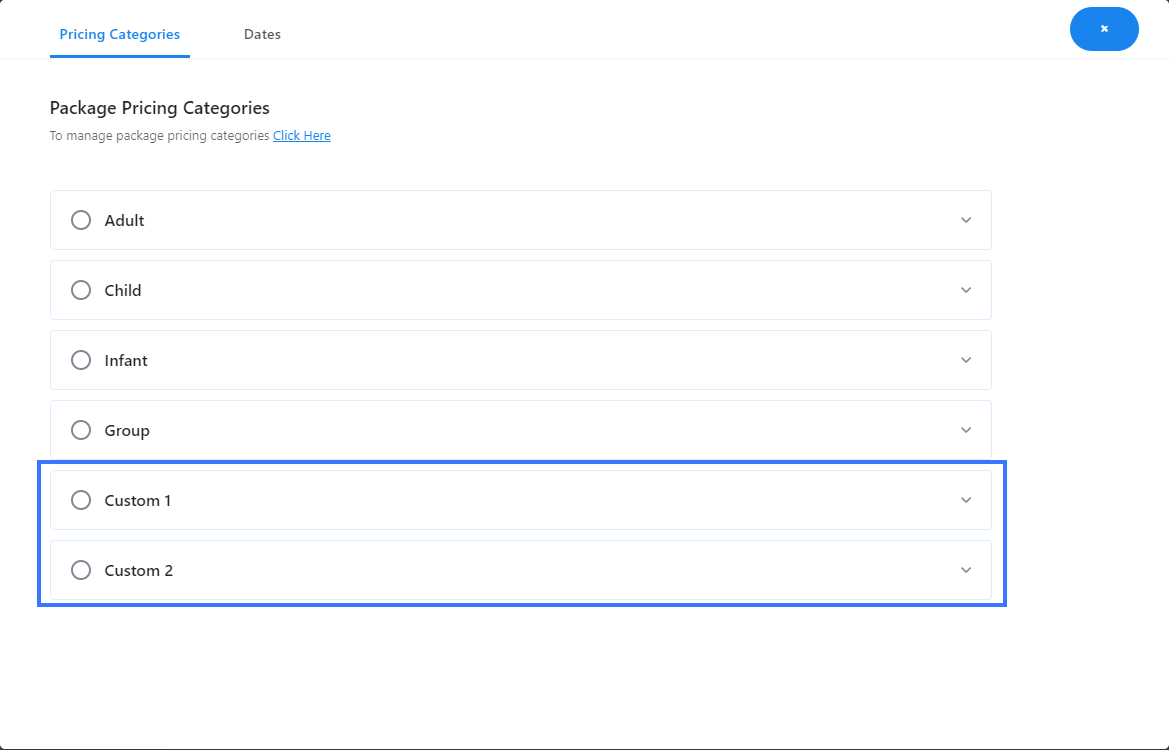 Pricing Categories
Dates
Package Pricing Categories
To manage package pricing categories Click Here
Adult
Child
Infant
Group
Custom 1
Custom 2